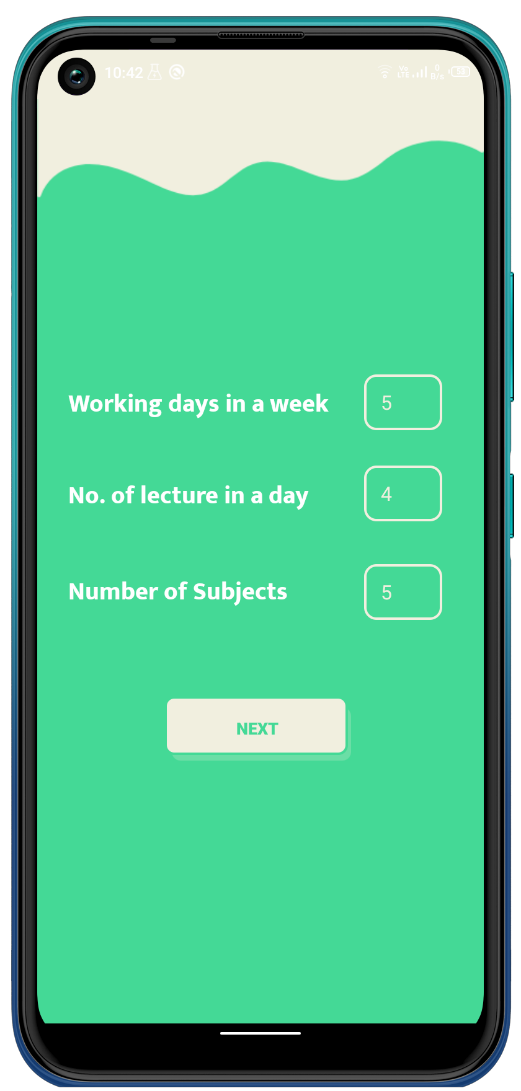 10:42
Working days in a week
5
No. of lecture in a day
4
Number of Subjects
5
NEXT